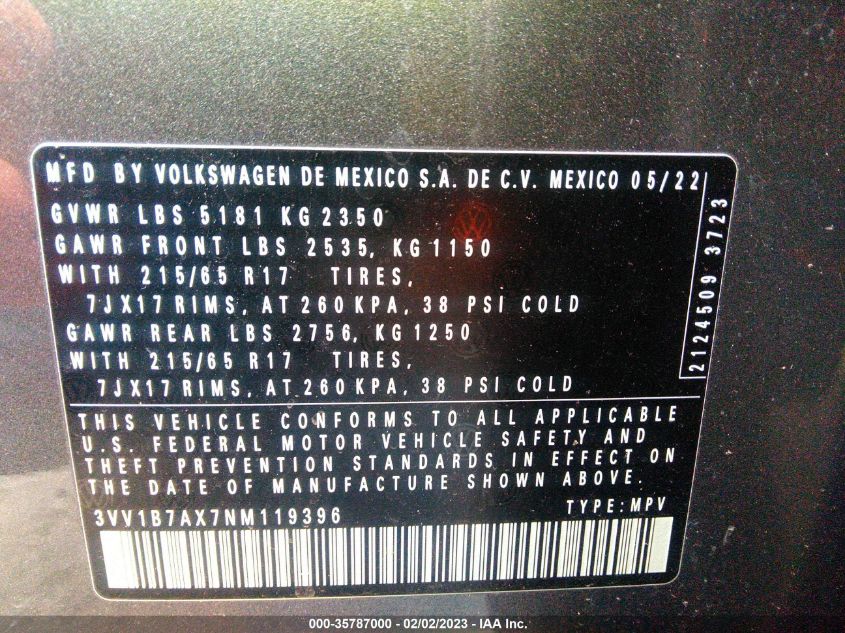 MFD BY VOLKSWAGEN DE MEXICO S.A. DE C.V. MEXICO 05/22
GVWR LBS 5181 KG 2350
GAWR FRONT LBS 2535, KG 1150
WITH 215/65 R17 TIRES,
7JX17 RIMS, AT 260 KPA, 38 PSI COLD
GAWR REAR LBS 2756, KG 1250
WITH 215/65 R17 TIRES,
7JX17 RIMS, AT 260 KPA, 38 PSI COLD
2124509 3723
THIS VEHICLE CONFORMS TO ALL APPLICABLE
U.S. FEDERAL MOTOR VEHICLE SAFETY AND
THEFT PREVENTION STANDARDS IN EFFECT ON
THE DATE OF MANUFACTURE SHOWN ABOVE.
3VV1B7AX7NM119396 TYPE: MPV
000-35787000 - 02/02/2023 - IAA Inc.